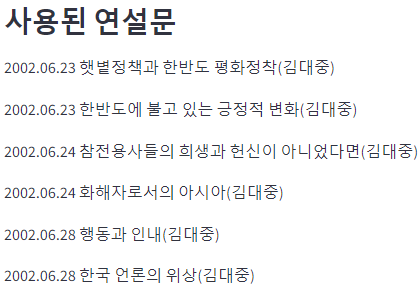 사용된 연설문
2002.06.23 햇볕정책과 한반도 평화정착(김대중)
2002.06.23 한반도에 불고 있는 긍정적 변화(김대중)
2002.06.24 참전용사들의 희생과 헌신이 아니었다면(김대중)
2002.06.24 화해자로서의 아시아(김대중)
2002.06.28 행동과 인내(김대중)
2002.06.28 한국 언론의 위상(김대중)